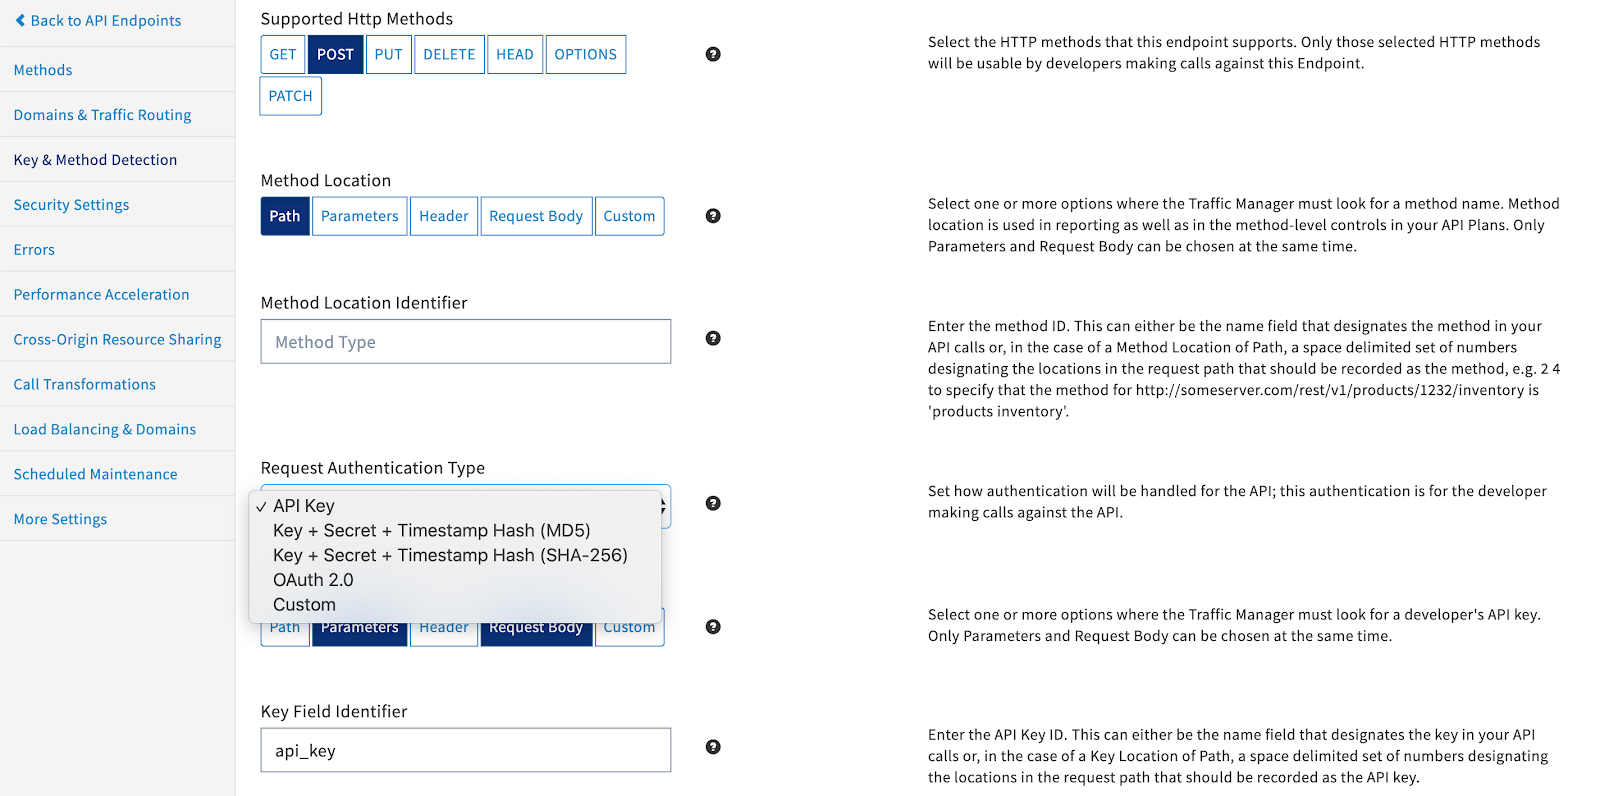 Back to API Endpoints
Methods
Domains & Traffic Routing
Key & Method Detection
Security Settings
Errors
Performance Acceleration
Cross-Origin Resource Sharing
Call Transformations
Load Balancing & Domains
Scheduled Maintenance
More Settings
Supported Http Methods
GET POST PUT DELETE HEAD OPTIONS
PATCH
Select the HTTP methods that this endpoint supports. Only those selected HTTP methods
will be usable by developers making calls against this Endpoint.
Method Location
Path Parameters Header Request Body Custom
Select one or more options where the Traffic Manager must look for a method name. Method
location is used in reporting as well as in the method-level controls in your API Plans. Only
Parameters and Request Body can be chosen at the same time.
Method Location Identifier
Method Type
Enter the method ID. This can either be the name field that designates the method in your
API calls or, in the case of a Method Location of Path, a space delimited set of numbers
designating the locations in the request path that should be recorded as the method, e.g. 2 4
to specify that the method for http://someserver.com/rest/v1/products/1232/inventory is
'products inventory'.
Request Authentication Type
✓ API Key
Key + Secret + Timestamp Hash (MD5)
Key + Secret + Timestamp Hash (SHA-256)
OAuth 2.0
Custom
Set how authentication will be handled for the API; this authentication is for the developer
making calls against the API.
Path Parameters Header Request Body Custom
Select one or more options where the Traffic Manager must look for a developer's API key.
Only Parameters and Request Body can be chosen at the same time.
Key Field Identifier
api_key
Enter the API Key ID. This can either be the name field that designates the key in your API
calls or, in the case of a Key Location of Path, a space delimited set of numbers designating
the locations in the request path that should be recorded as the API key.